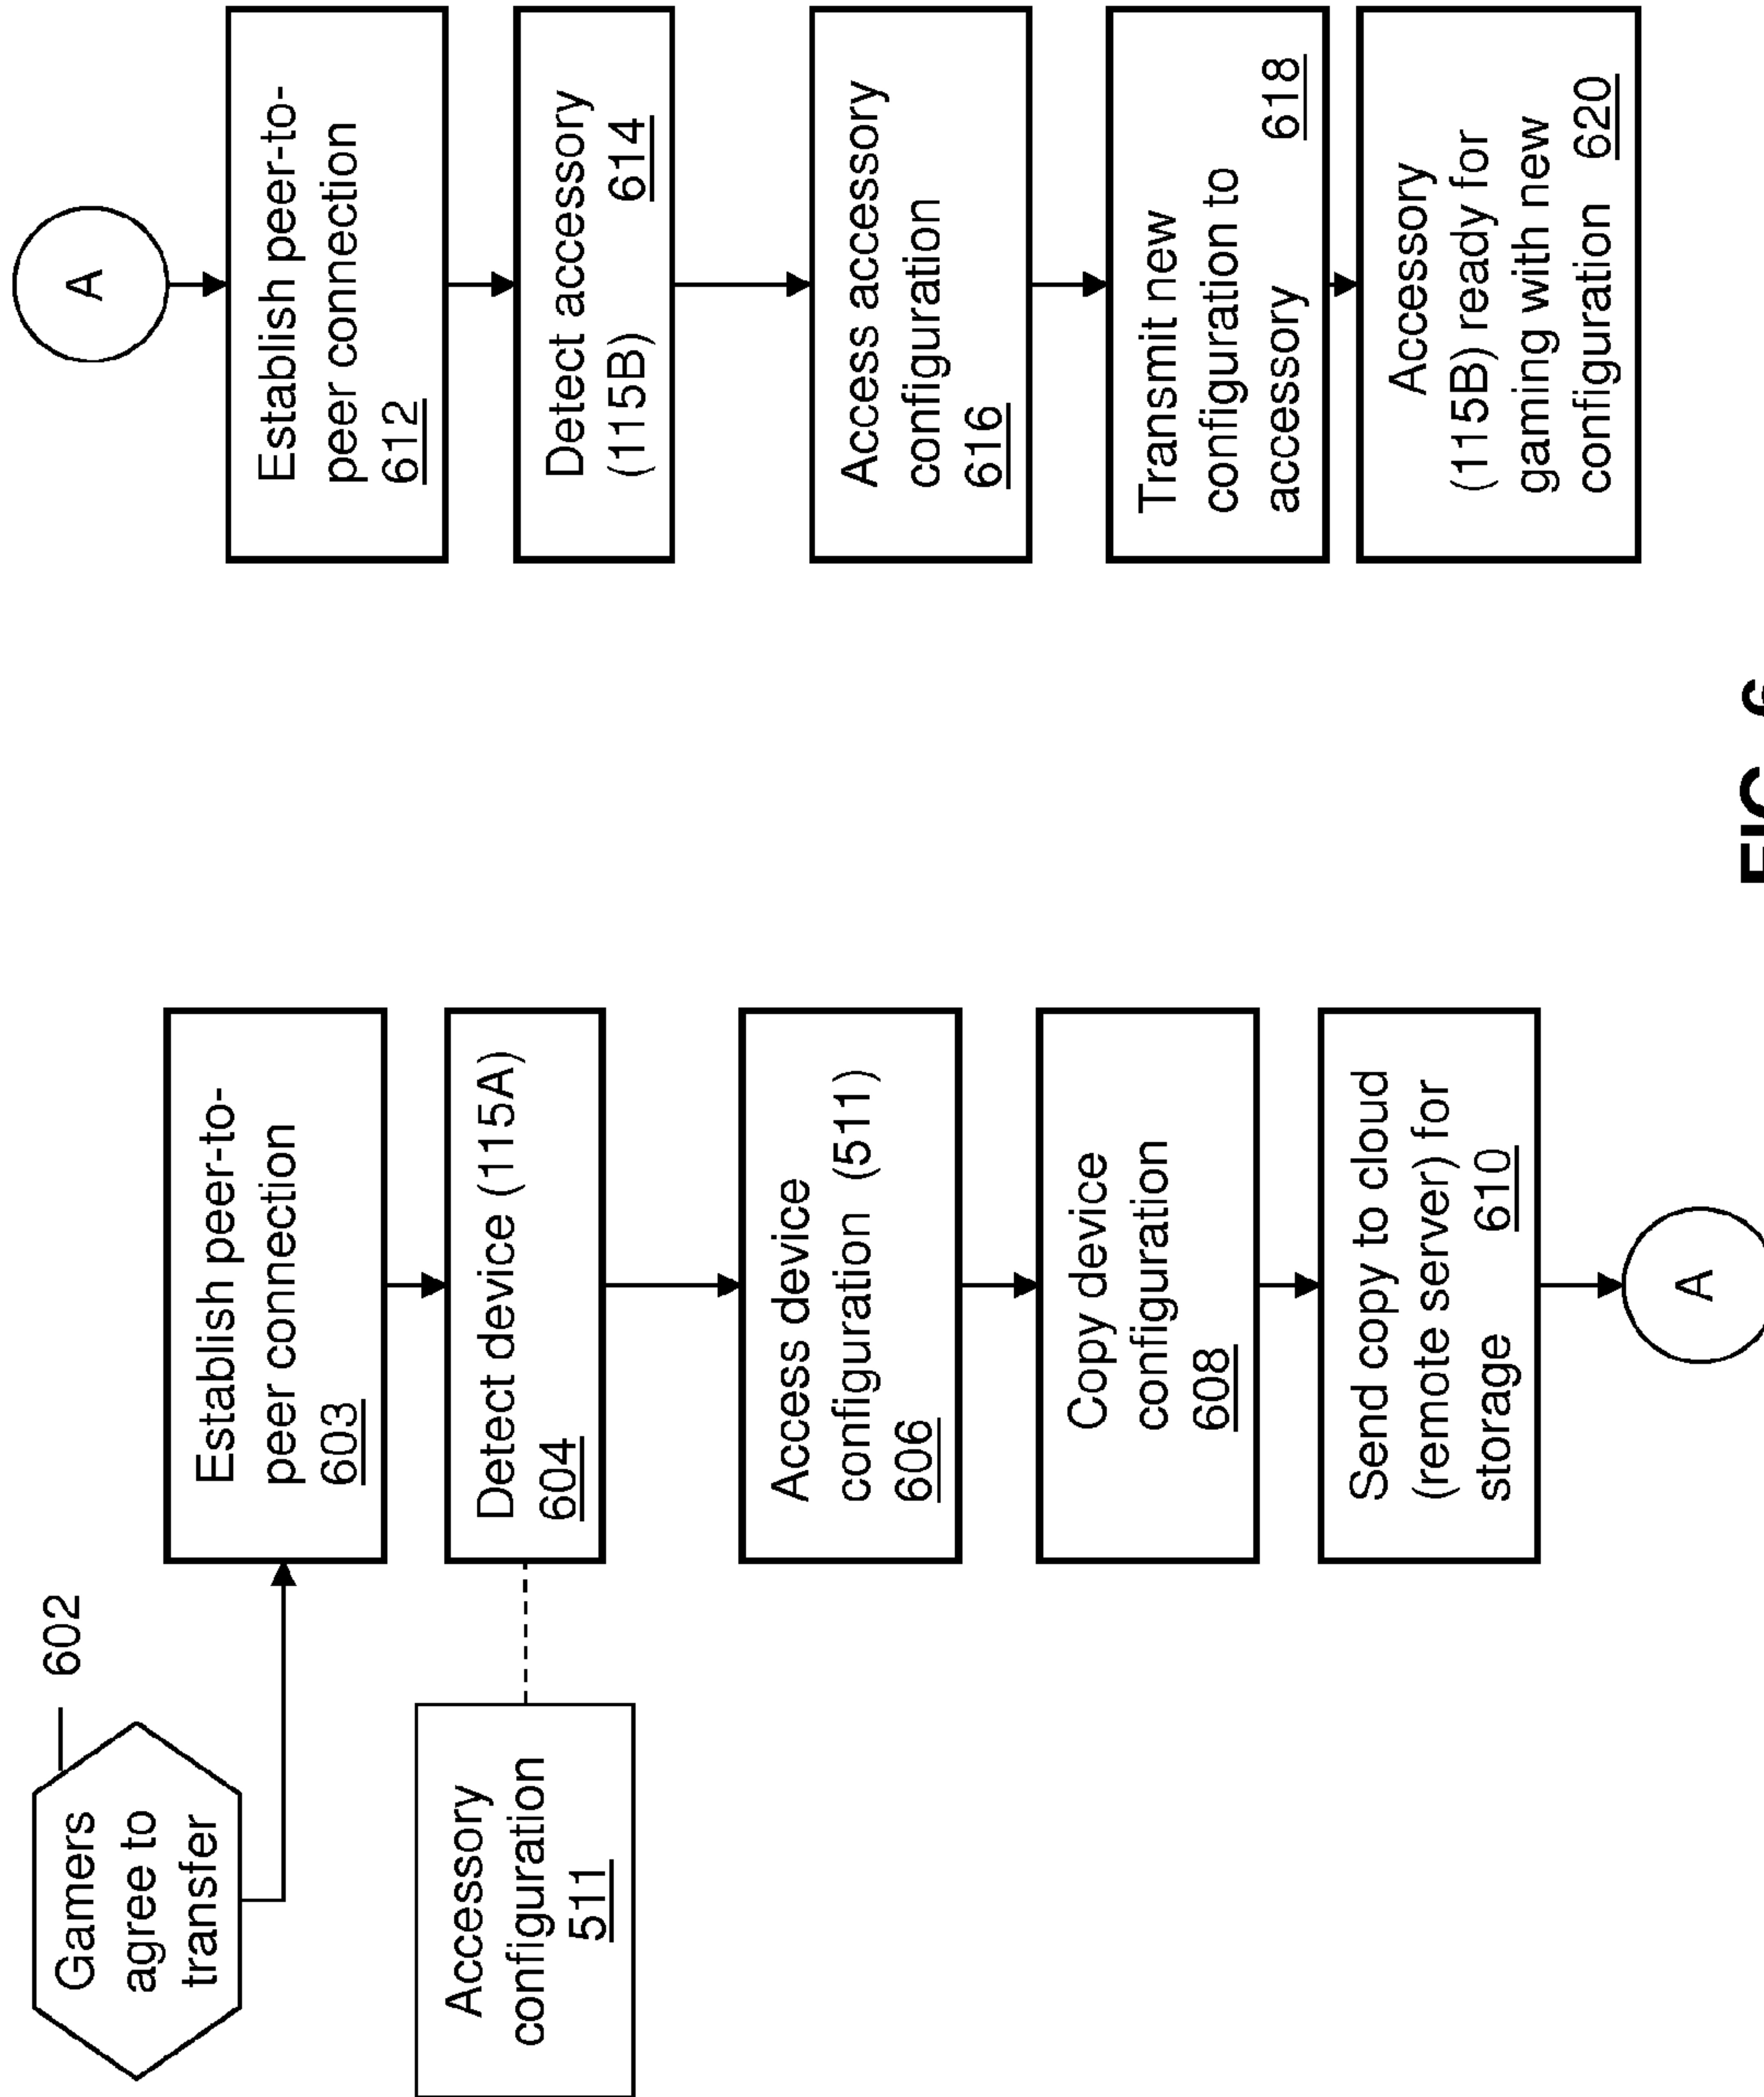 Gamers
agree to
transfer
602
Establish peer-to-
peer connection
603
Accessory
configuration
511
Detect device (115A)
604
Access device
configuration (511)
606
Copy device
configuration
608
Send copy to cloud
(remote server) for
storage 610
A
A
Establish peer-to-
peer connection
612
Detect accessory
(115B) 614
Access accessory
configuration
616
Transmit new
configuration to
accessory 618
Accessory
(115B) ready for
gaming with new
configuration 620